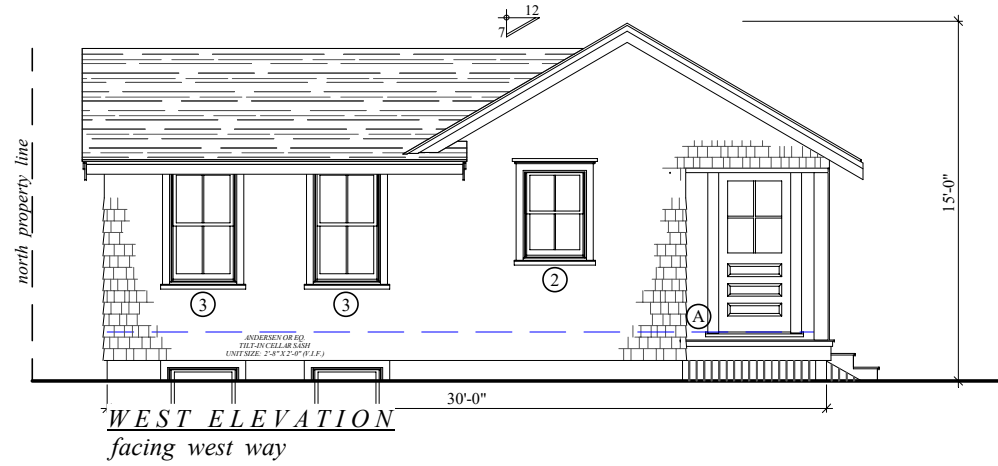 12
7
north property line
15'-0"
3
3
2
A
ANDERSEN OR EQ.
TILT-IN CELLAR SASH
UNIT SIZE: 2'-8" X 2'-0" (V.I.F.)
30'-0"
WEST ELEVATION
facing west way